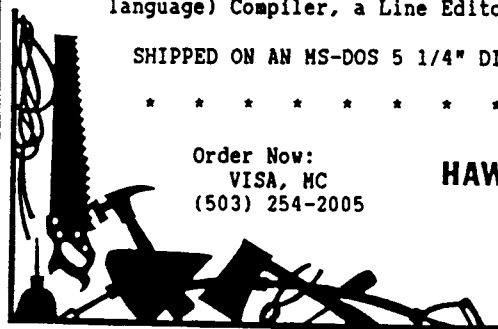 language) Compiler, a Line Edito
SHIPPED ON AN MS-DOS 5 1/4" DI
* * * * * * * *
Order Now:
VISA, MC
(503) 254-2005
HAW